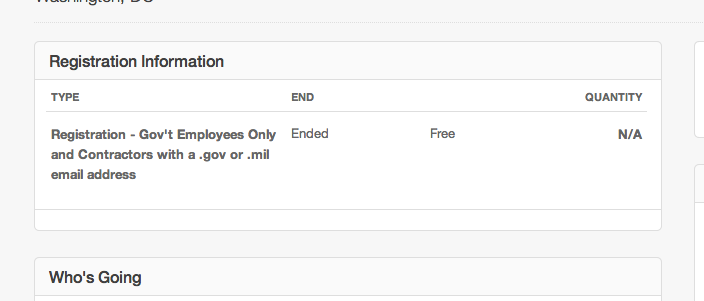 Washington, DC
Registration Information
TYPE END QUANTITY
Registration - Gov't Employees Only Ended Free N/A
and Contractors with a .gov or .mil
email address
Who's Going